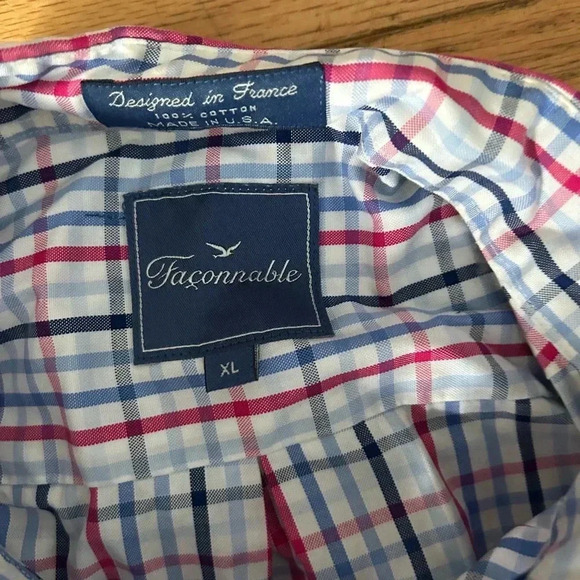 Designed in France
100% COTTON
MADE IN U.S.A.
Façonnable
XL